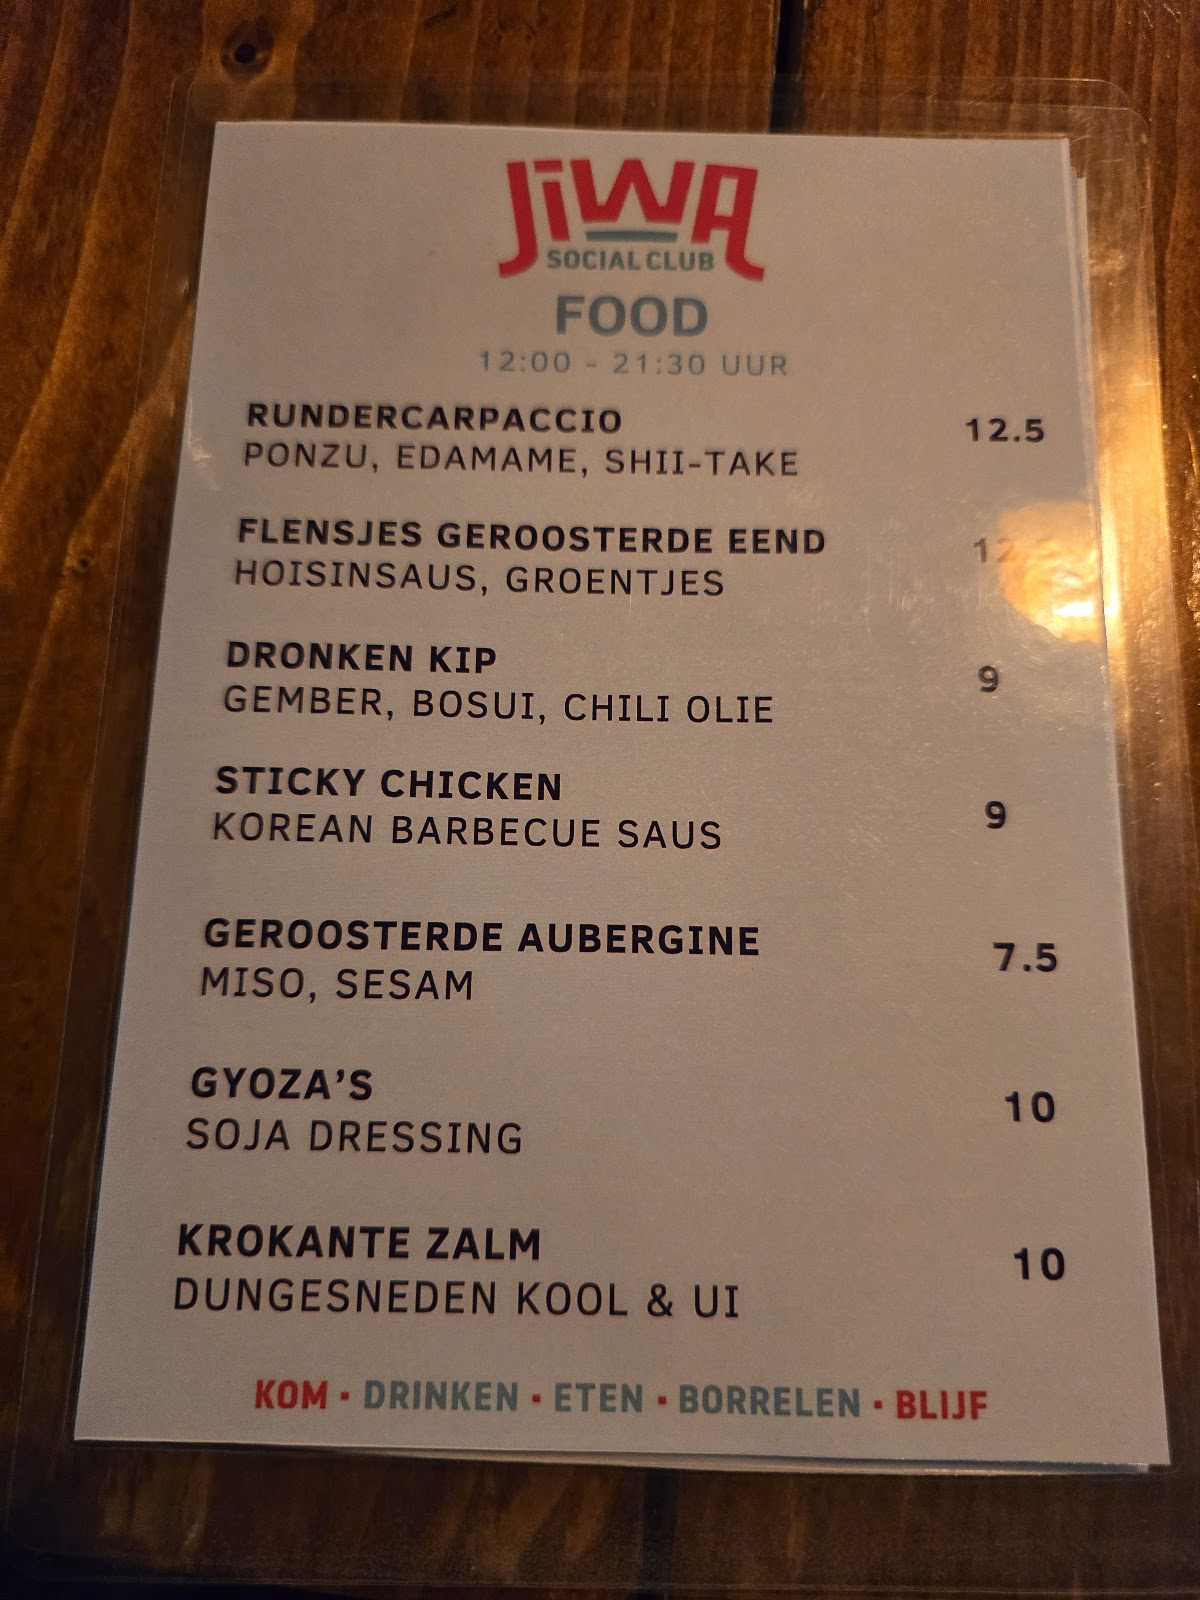 JiWA
SOCIAL CLUB
FOOD
12:00 - 21:30 UUR
RUNDERCARPACCIO 12.5
PONZU, EDAMAME, SHII-TAKE
FLENSJES GEROOSTERDE EEND
HOISINSAUS, GROENTJES
DRONKEN KIP 9
GEMBER, BOSUI, CHILI OLIE
STICKY CHICKEN 9
KOREAN BARBECUE SAUS
GEROOSTERDE AUBERGINE 7.5
MISO, SESAM
GYOZA'S 10
SOJA DRESSING
KROKANTE ZALM 10
DUNGESNEDEN KOOL & UI
KOM · DRINKEN · ETEN · BORRELEN · BLIJF